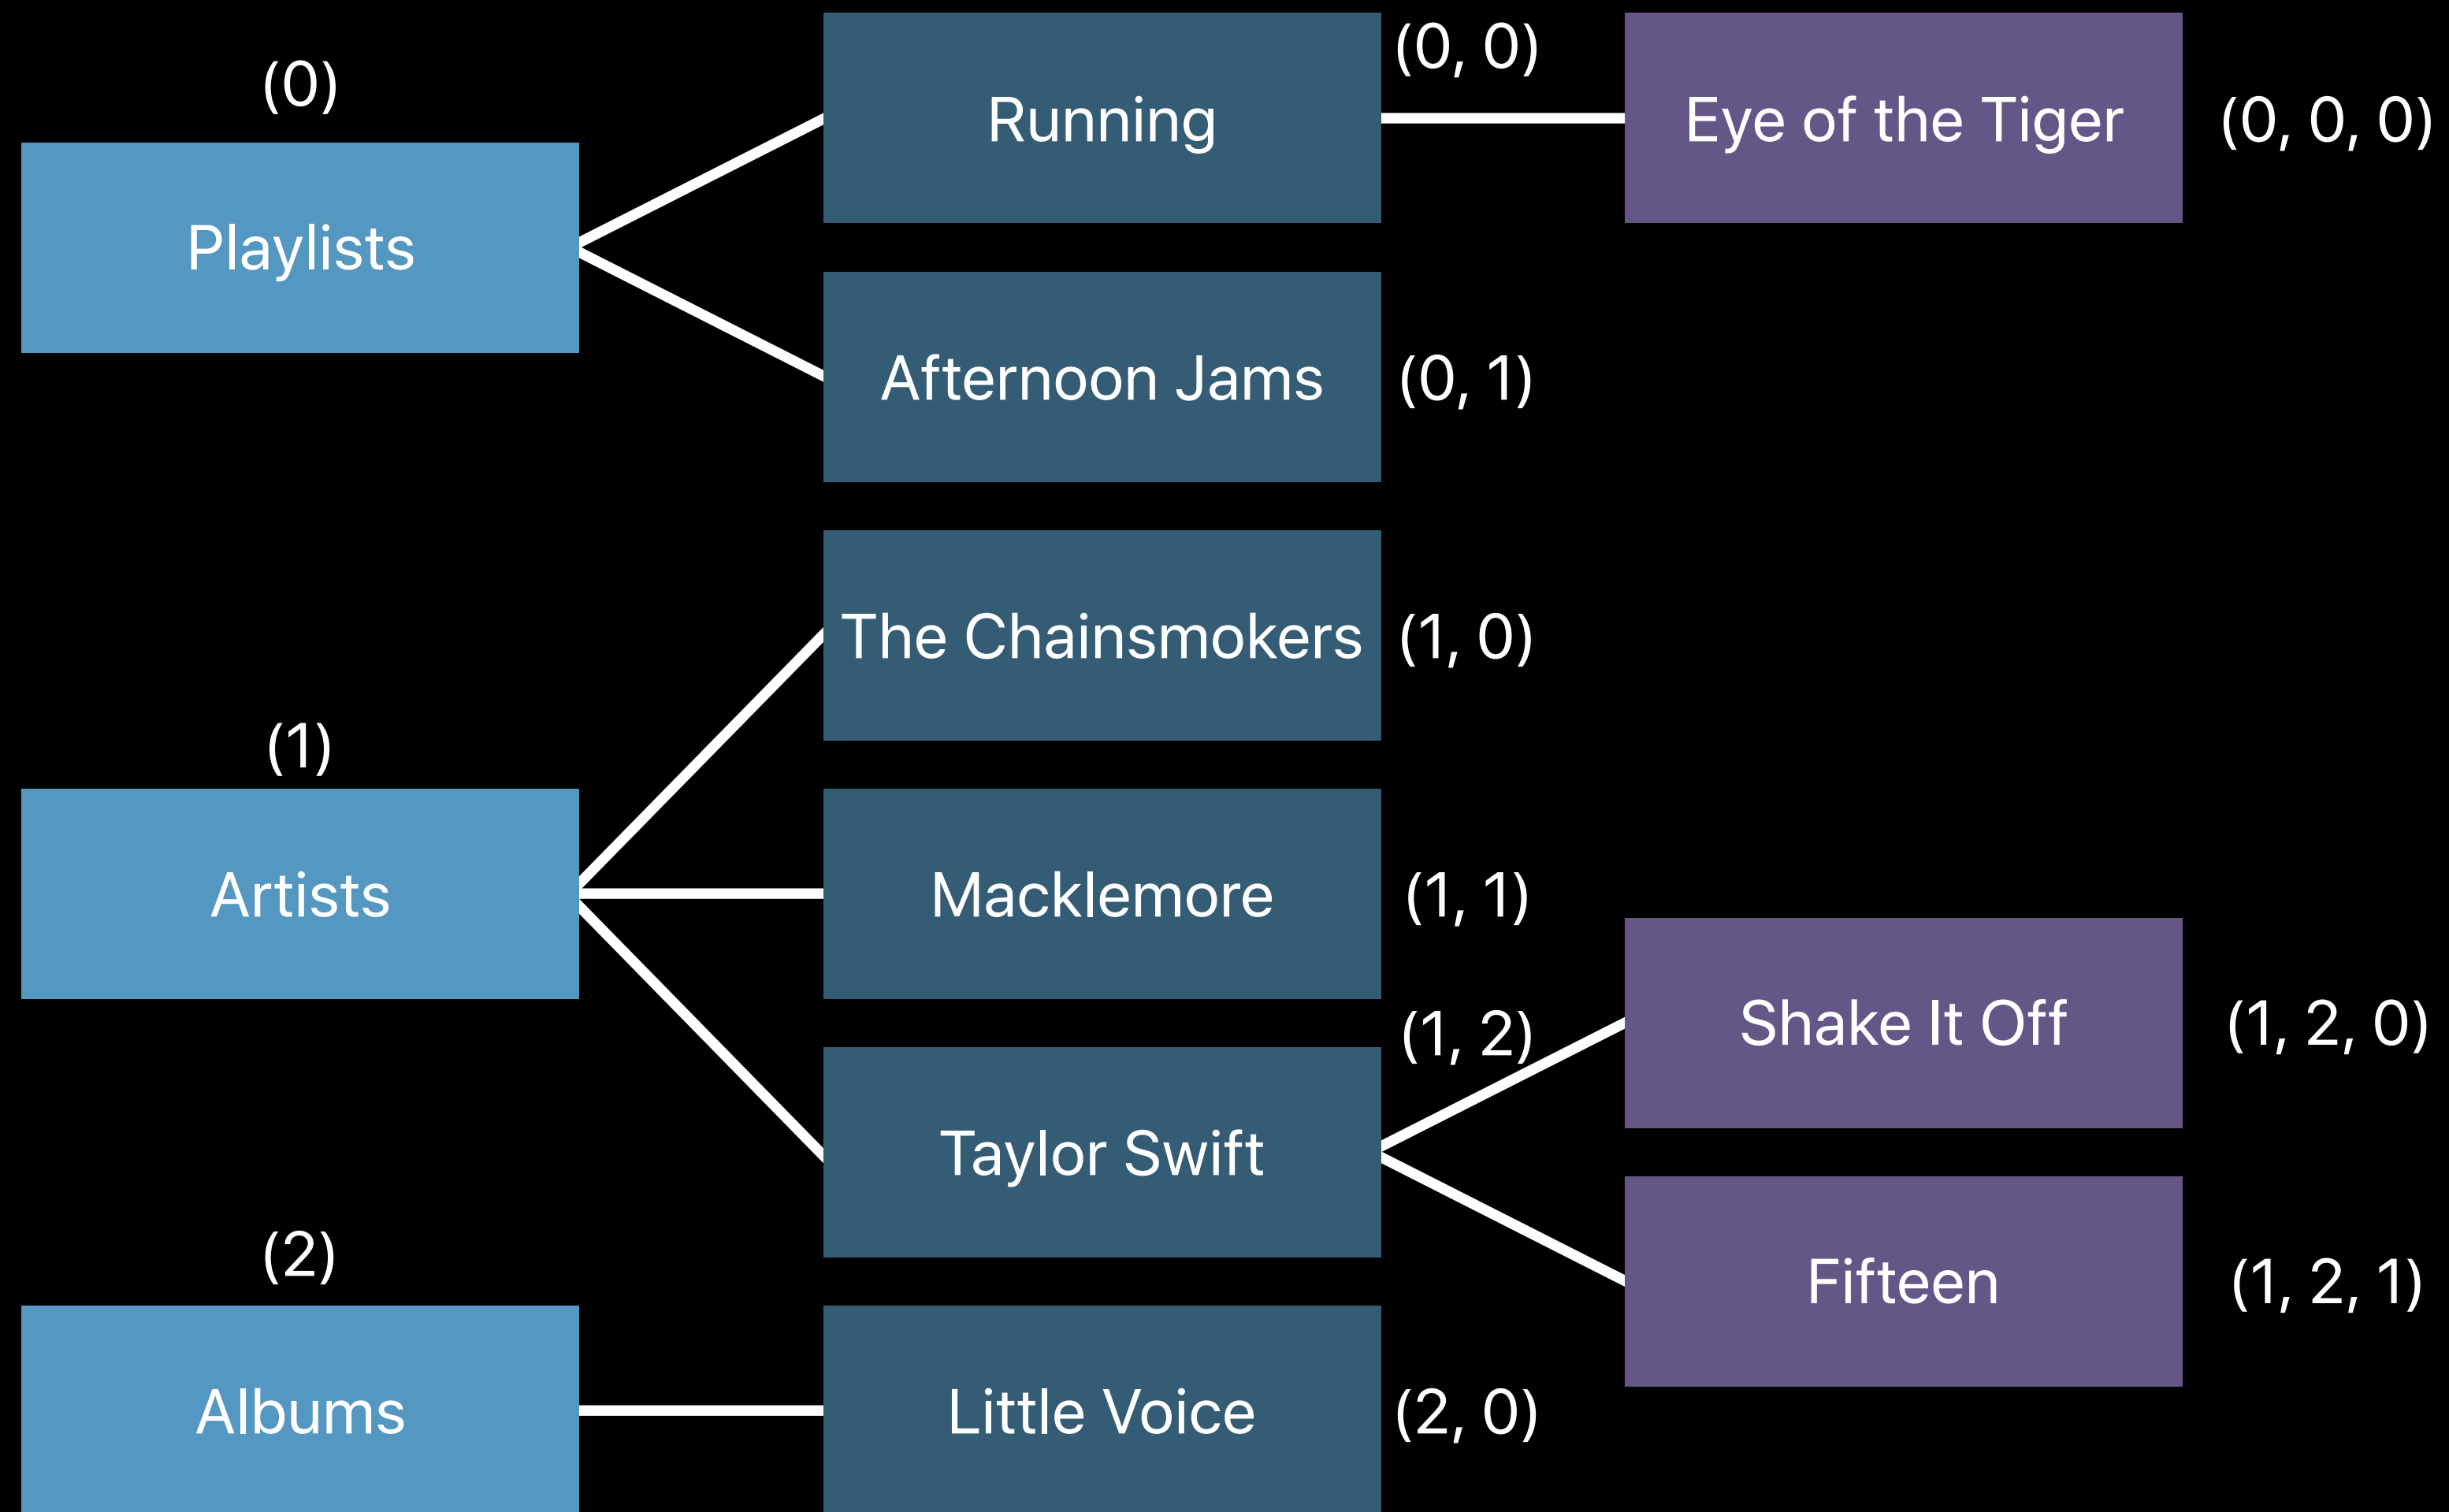 (0)
Playlists
Running
(0, 0)
Eye of the Tiger
(0, 0, 0)
Afternoon Jams
(0, 1)
(1)
Artists
The Chainsmokers
(1, 0)
Macklemore
(1, 1)
Taylor Swift
(1, 2)
Shake It Off
(1, 2, 0)
Fifteen
(1, 2, 1)
(2)
Albums
Little Voice
(2, 0)